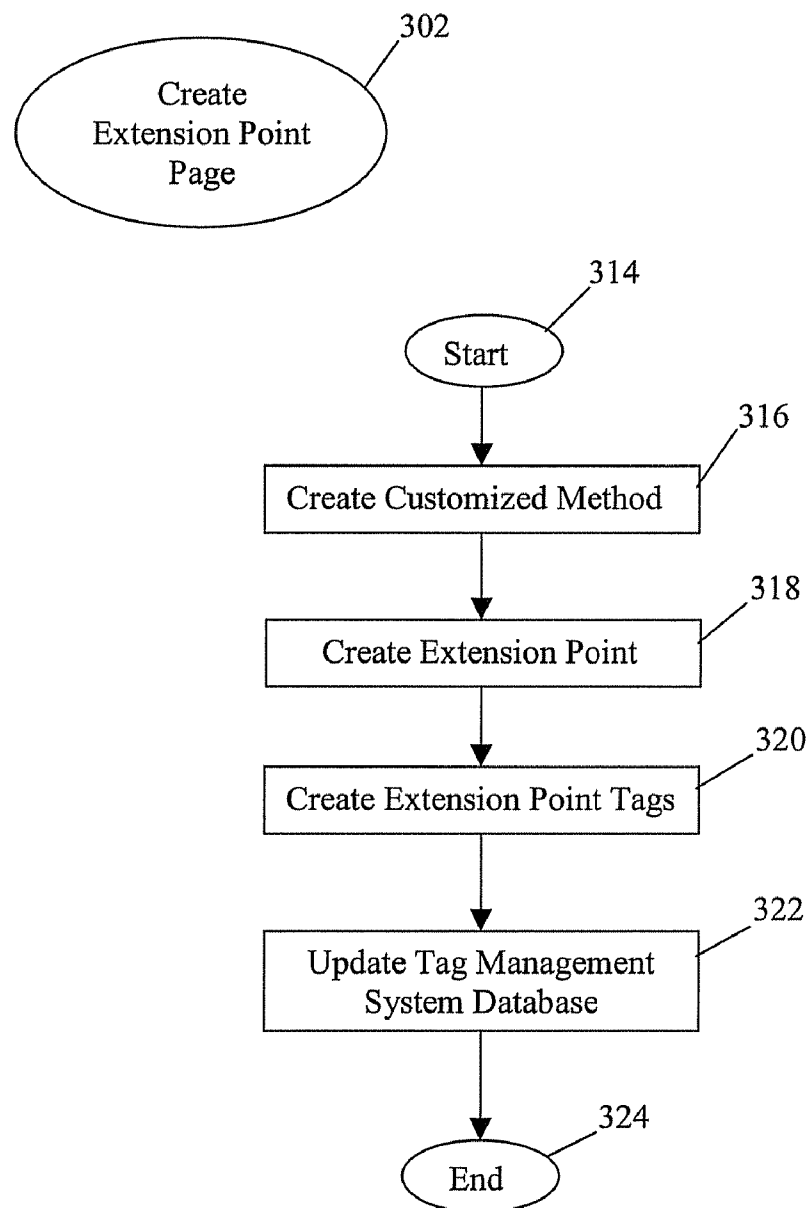 302
Create
Extension Point
Page
314
Start
316
Create Customized Method
318
Create Extension Point
320
Create Extension Point Tags
322
Update Tag Management
System Database
324
End